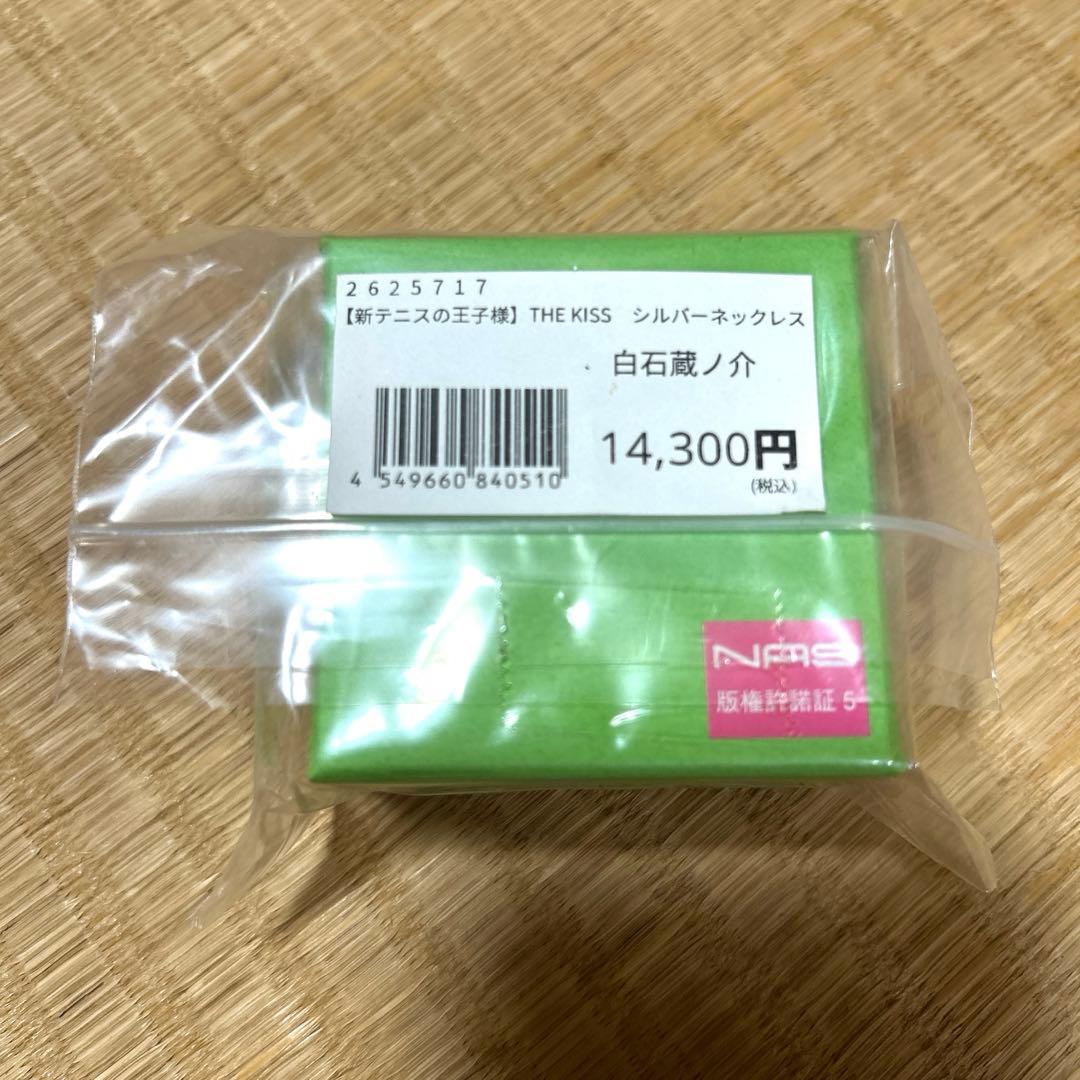 2625717
【新テニスの王子様】THE KISS　シルバーネックレス
白石蔵ノ介
14,300円
(税込)
4 549660 840510
NAS
版権許諾証 5